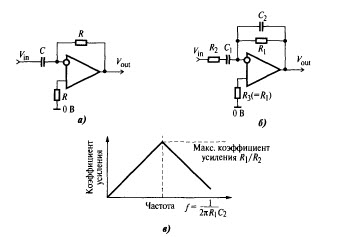 R
C
V_in
V_out
R
0 В
а)
C_2
R_1
V_in
R_2
C_1
V_out
R_3(=R_1)
0 В
б)
Коэффициент усиления
Макс. коэффициент
усиления R_1/R_2
Частота
f = 1/2πR_1C_2
в)